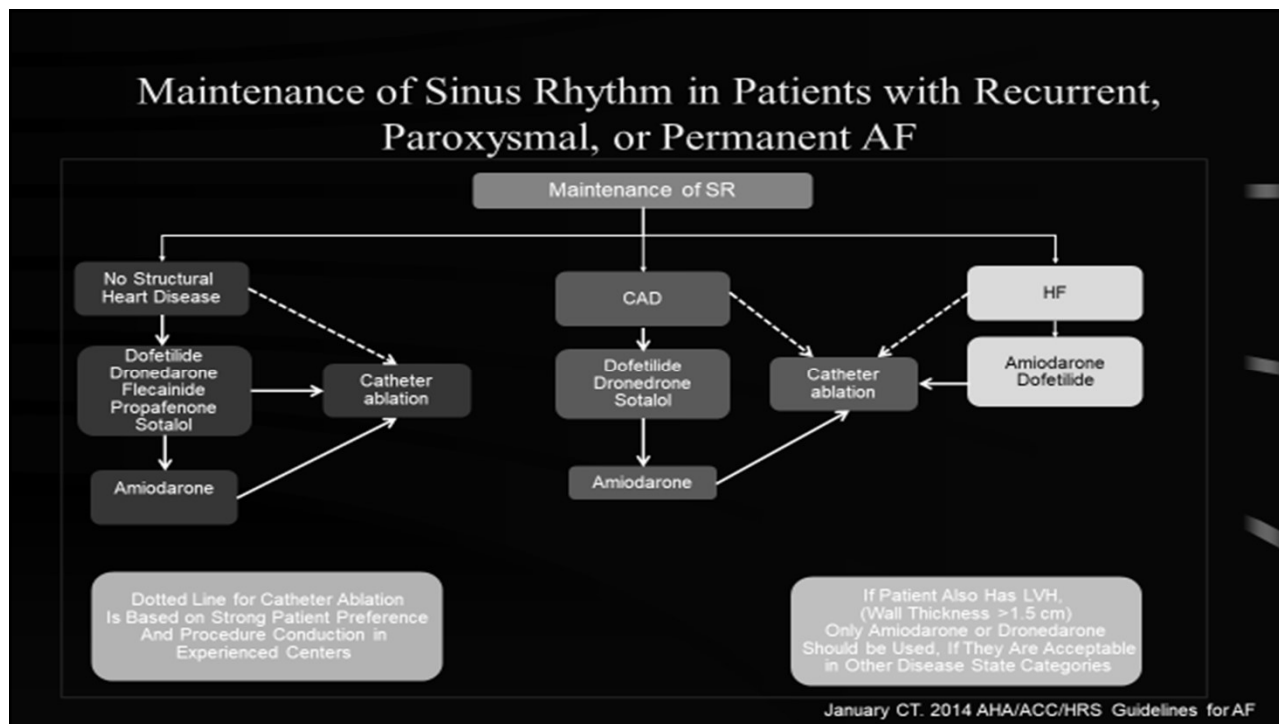 Maintenance of Sinus Rhythm in Patients with Recurrent,
Paroxysmal, or Permanent AF
Maintenance of SR
No Structural
Heart Disease
Dofetilide
Dronedarone
Flecainide
Propafenone
Sotalol
Amiodarone
Catheter
ablation
CAD
Dofetilide
Dronedrone
Sotalol
Amiodarone
Catheter
ablation
HF
Amiodarone
Dofetilide
Dotted Line for Catheter Ablation
Is Based on Strong Patient Preference
And Procedure Conduction in
Experienced Centers
If Patient Also Has LVH,
(Wall Thickness >1.5 cm)
Only Amiodarone or Dronedarone
Should be Used, If They Are Acceptable
in Other Disease State Categories
January CT. 2014 AHA/ACC/HRS Guidelines for AF